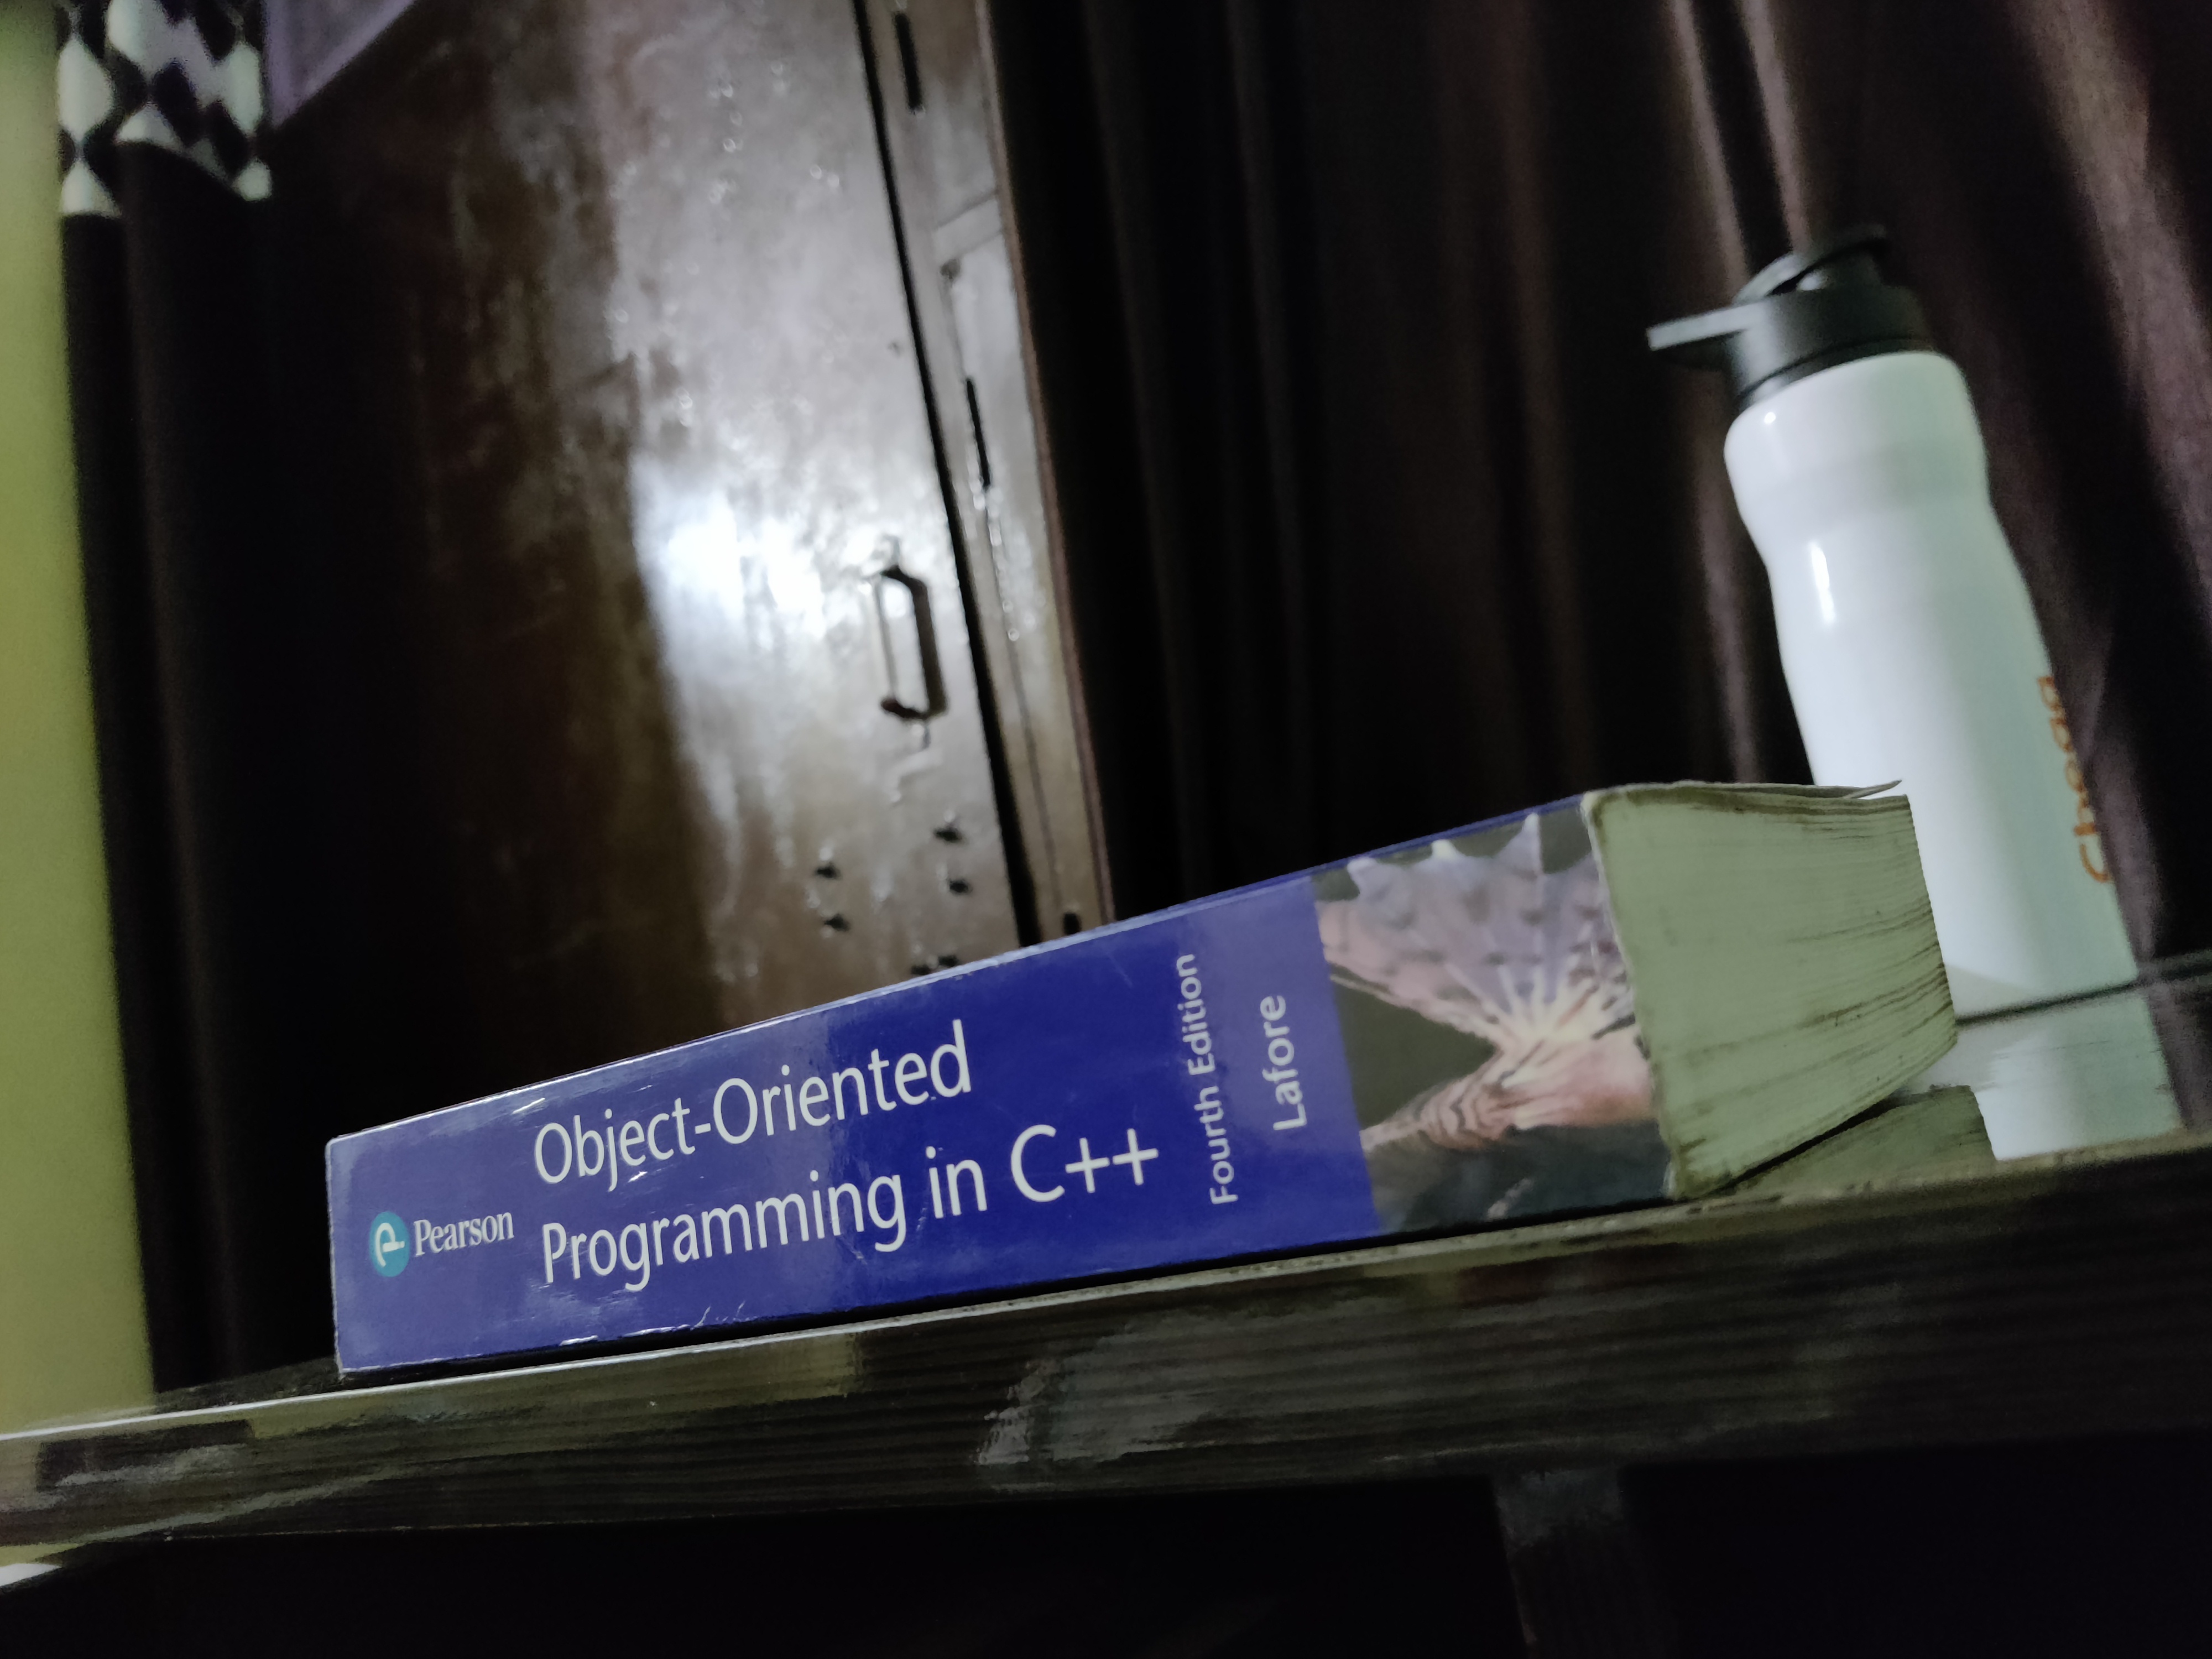 Pearson
Object-Oriented
Programming in C++
Fourth Edition
Lafore